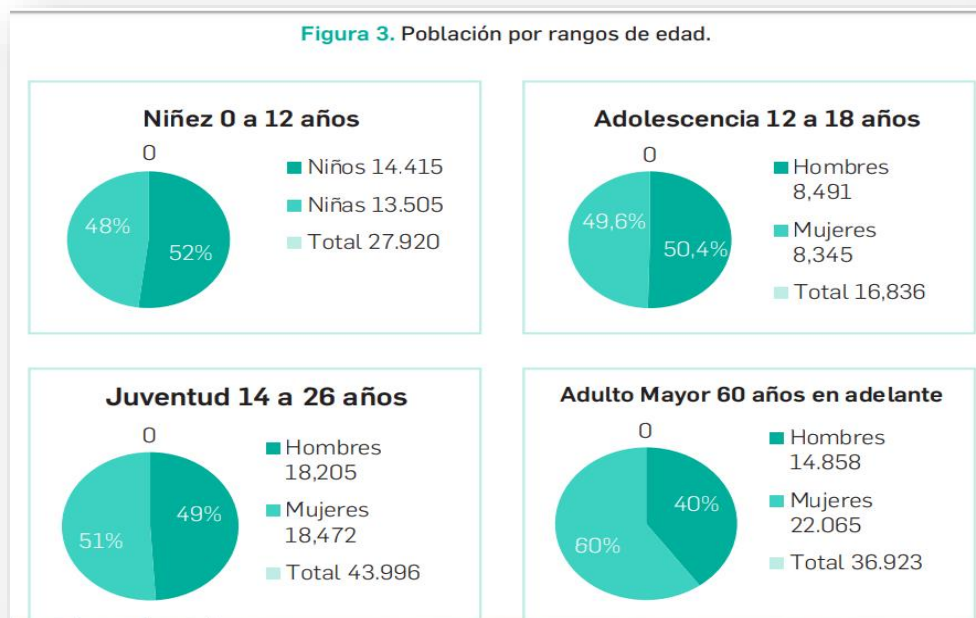 Figura 3. Población por rangos de edad.
Niñez 0 a 12 años
0
48%
52%
Niños 14.415
Niñas 13.505
Total 27.920
Adolescencia 12 a 18 años
0
49,6%
50,4%
Hombres
8,491
Mujeres
8,345
Total 16,836
Juventud 14 a 26 años
0
51%
49%
Hombres
18,205
Mujeres
18,472
Total 43.996
Adulto Mayor 60 años en adelante
0
60%
40%
Hombres
14.858
Mujeres
22.065
Total 36.923